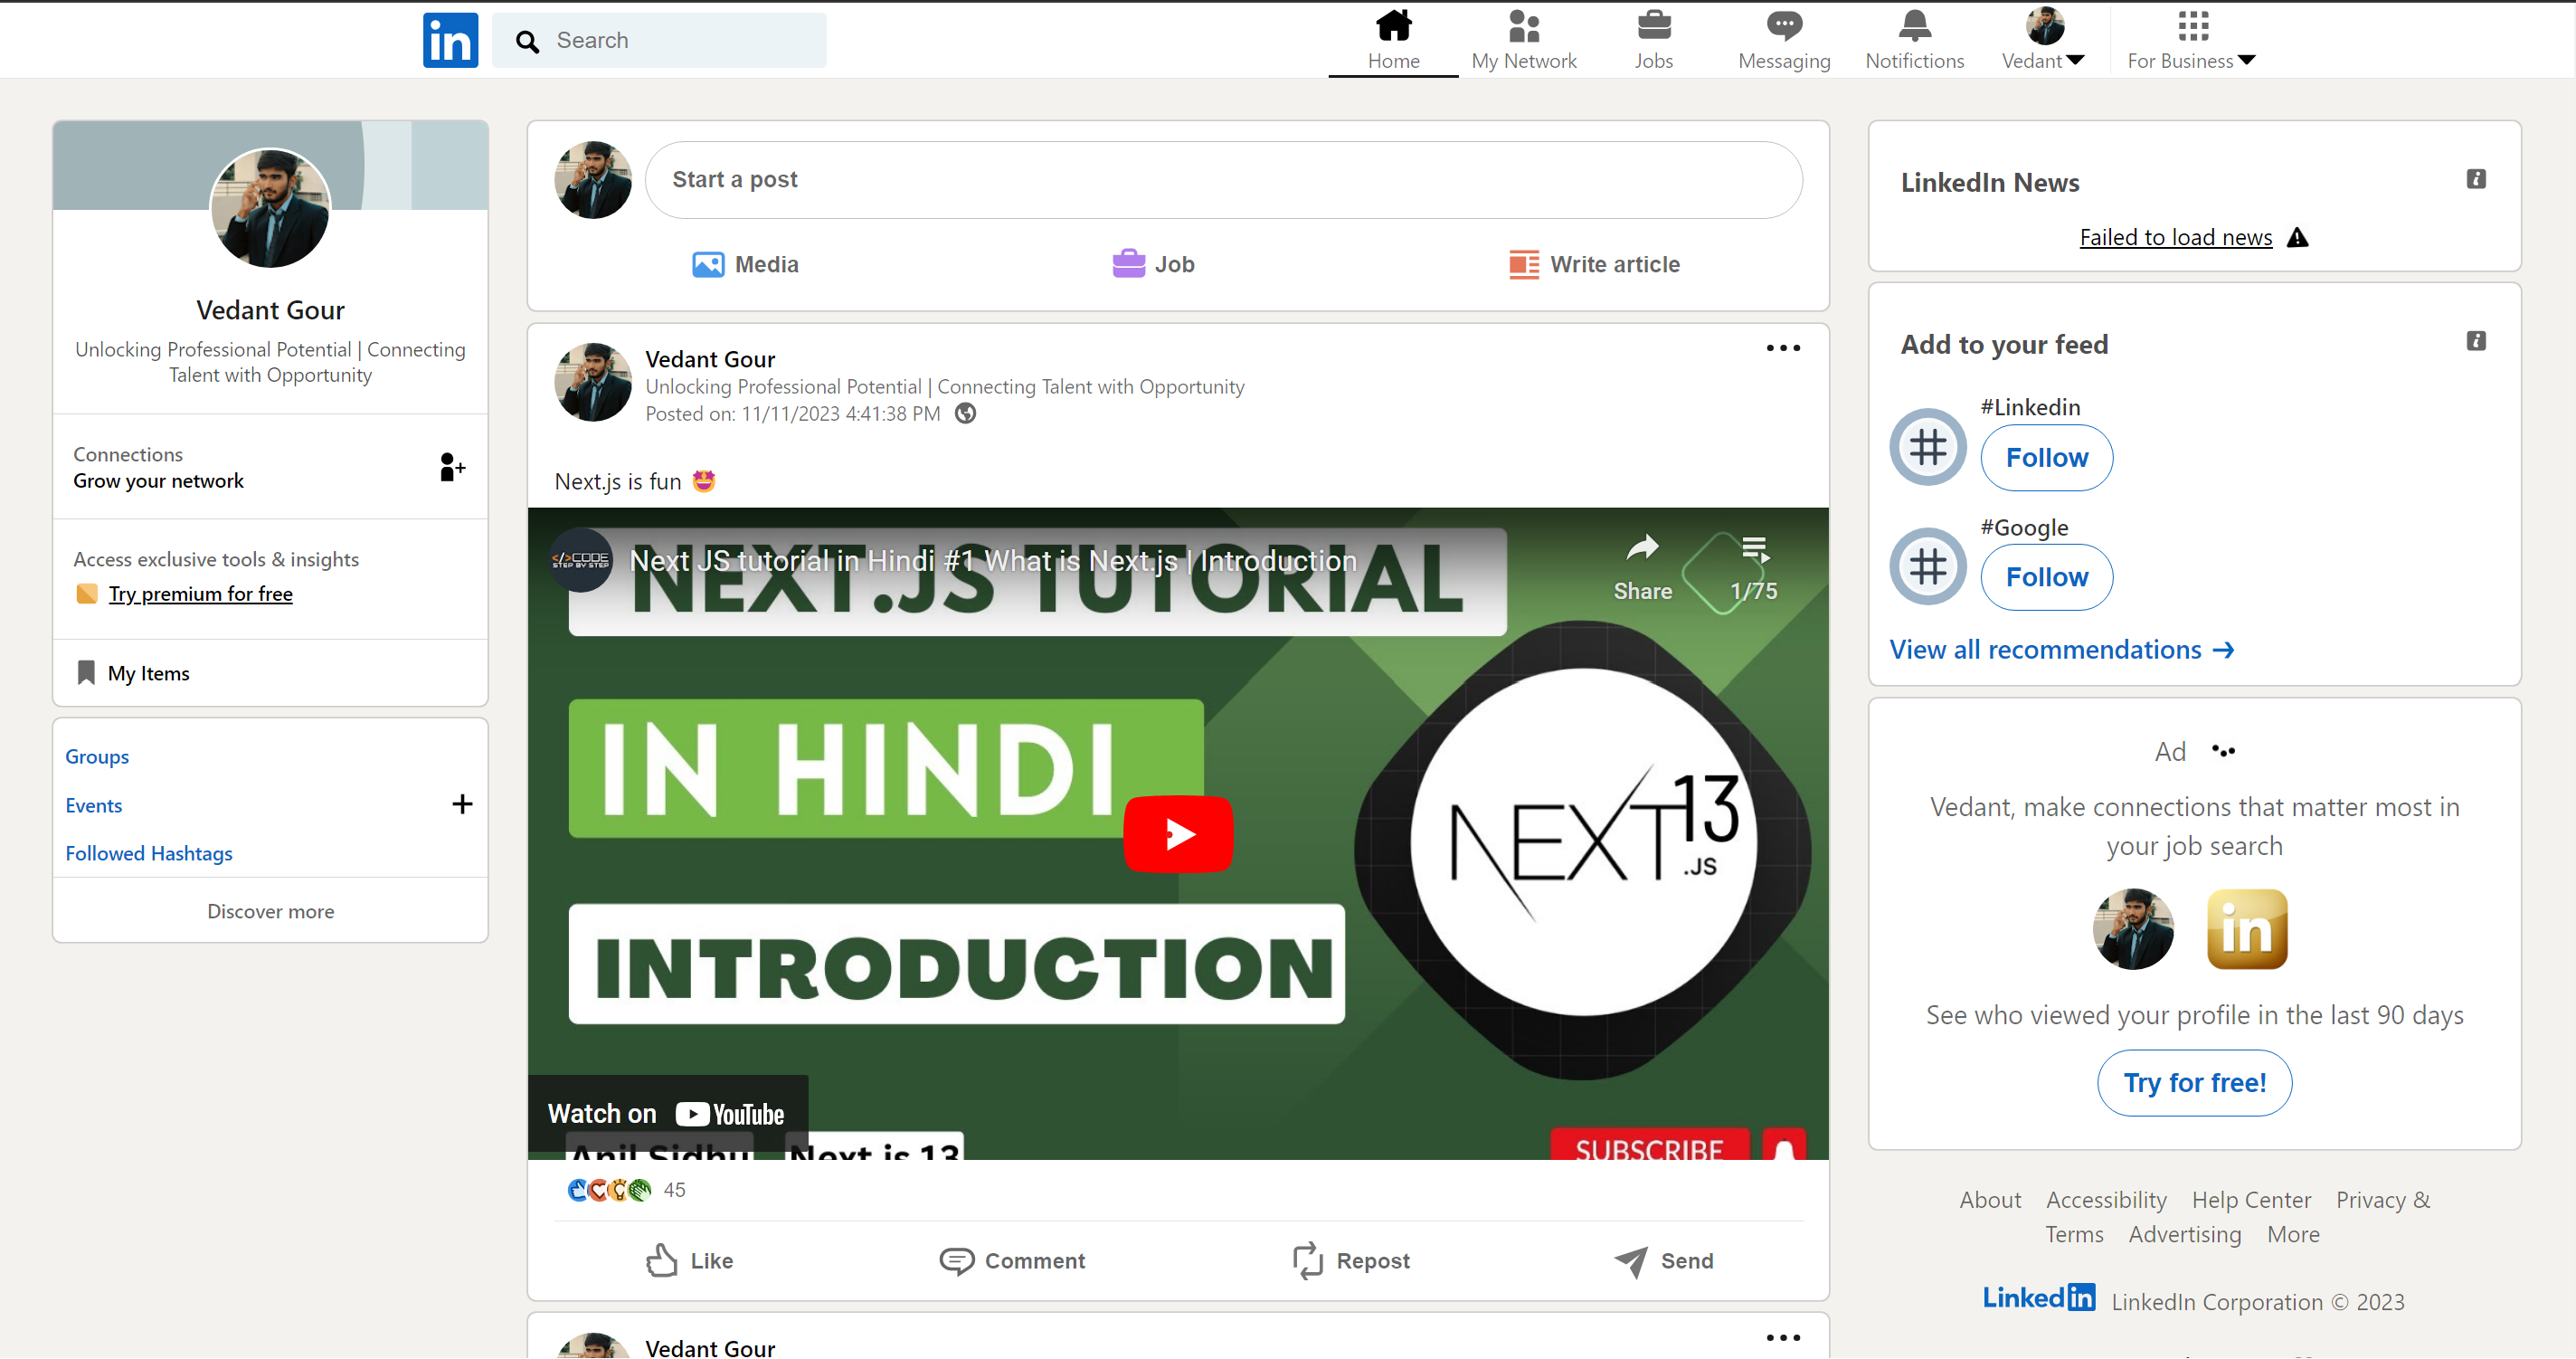 in
Search
Home
My Network
Jobs
Messaging
Notifictions
Vedant
For Business
Vedant Gour
Unlocking Professional Potential | Connecting
Talent with Opportunity
Connections
Grow your network
Access exclusive tools & insights
Try premium for free
My Items
Groups
Events
Followed Hashtags
Discover more
Start a post
Media
Job
Write article
Vedant Gour
Unlocking Professional Potential | Connecting Talent with Opportunity
Posted on: 11/11/2023 4:41:38 PM
Next.js is fun 🤩
</>CODE
STEP BY STEP
Next JS tutorial in Hindi #1 What is Next.js | Introduction
Share
1/75
NEXT.JS TUTORIAL
IN HINDI
INTRODUCTION
NEXT 13
.JS
Watch on YouTube
Anil Sidhu Next js 13
SUBSCRIBE
45
Like
Comment
Repost
Send
Vedant Gour
LinkedIn News
Failed to load news
Add to your feed
#Linkedin
Follow
#Google
Follow
View all recommendations →
Ad
Vedant, make connections that matter most in
your job search
in
See who viewed your profile in the last 90 days
Try for free!
About Accessibility Help Center Privacy &
Terms Advertising More
Linkedin LinkedIn Corporation © 2023